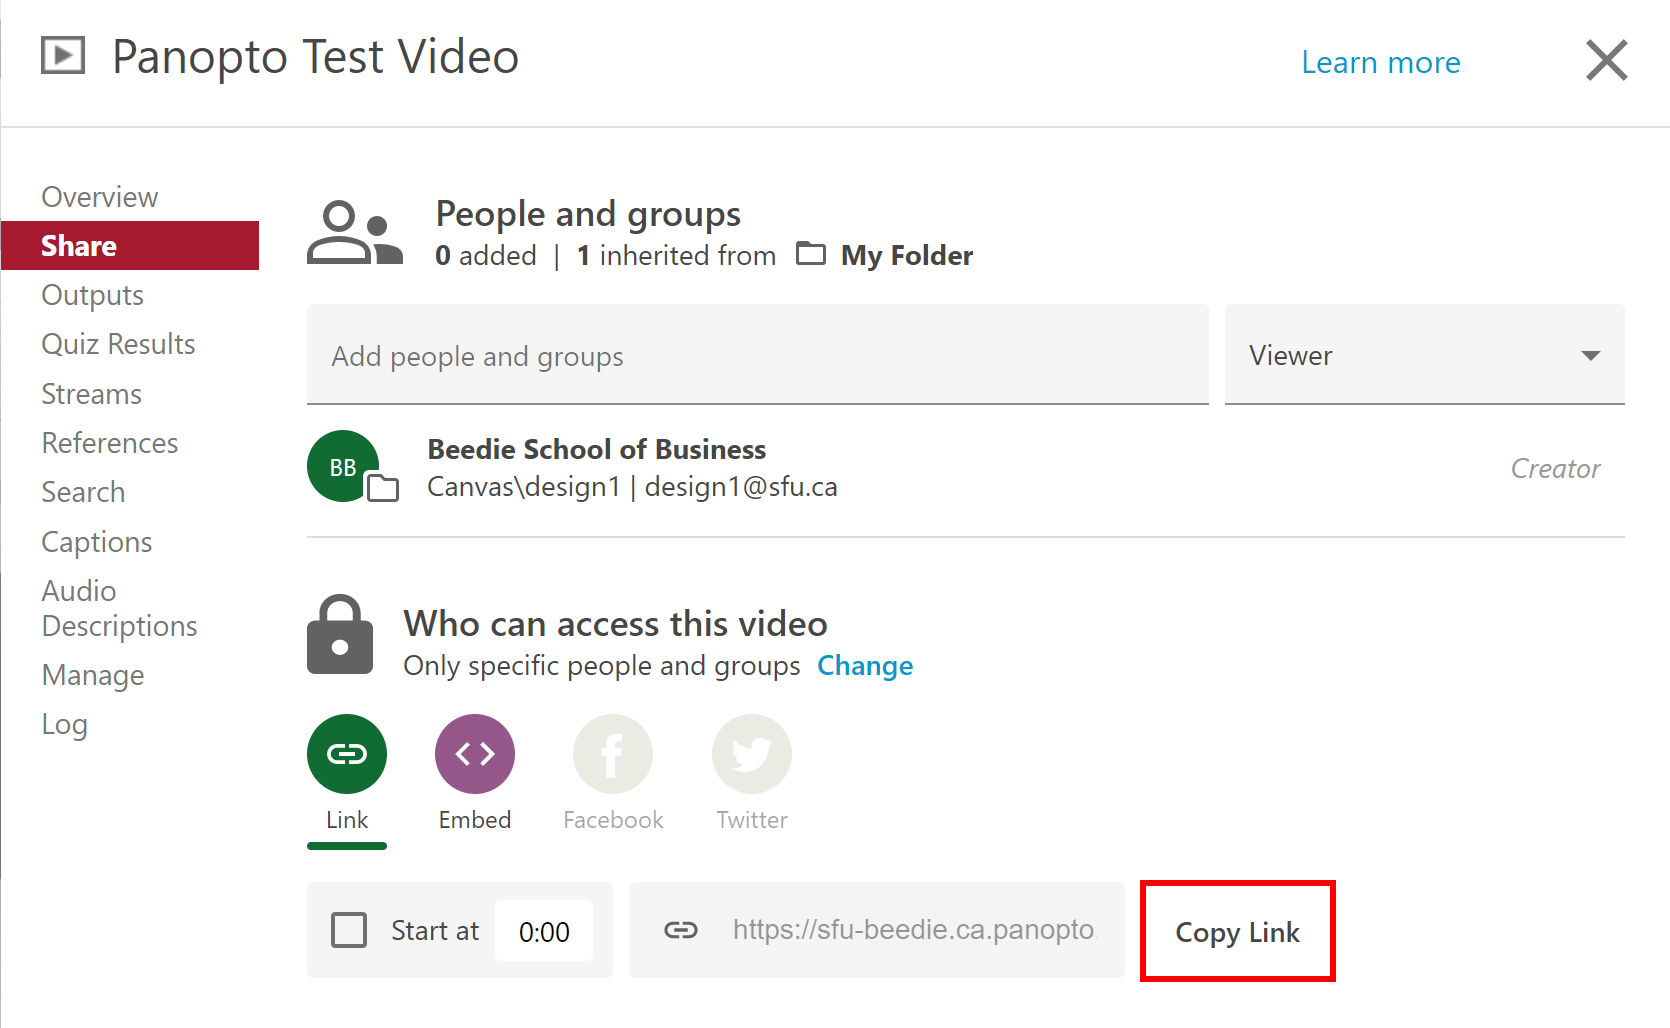 Panopto Test Video
Learn more
Overview
Share
Outputs
Quiz Results
Streams
References
Search
Captions
Audio
Descriptions
Manage
Log
People and groups
0 added | 1 inherited from My Folder
Add people and groups
Viewer
BB
Beedie School of Business
Canvas\design1 | design1@sfu.ca
Creator
Who can access this video
Only specific people and groups Change
Link
Embed
Facebook
Twitter
Start at 0:00
https://sfu-beedie.ca.panopto
Copy Link